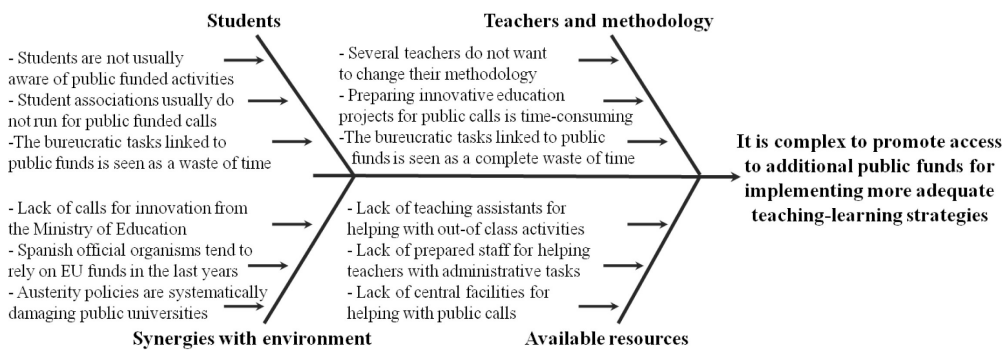 Students
- Students are not usually
aware of public funded activities
- Student associations usually do
not run for public funded calls
-The bureucratic tasks linked to
public funds is seen as a waste of time
Teachers and methodology
- Several teachers do not want
to change their methodology
- Preparing innovative education
projects for public calls is time-consuming
-The bureucratic tasks linked to public
funds is seen as a complete waste of time
It is complex to promote access
to additional public funds for
implementing more adequate
teaching-learning strategies
- Lack of calls for innovation from
the Ministry of Education
- Spanish official organisms tend to
rely on EU funds in the last years
- Austerity policies are systematically
damaging public universities
Synergies with environment
- Lack of teaching assistants for
helping with out-of class activities
- Lack of prepared staff for helping
teachers with administrative tasks
- Lack of central facilities for
helping with public calls
Available resources